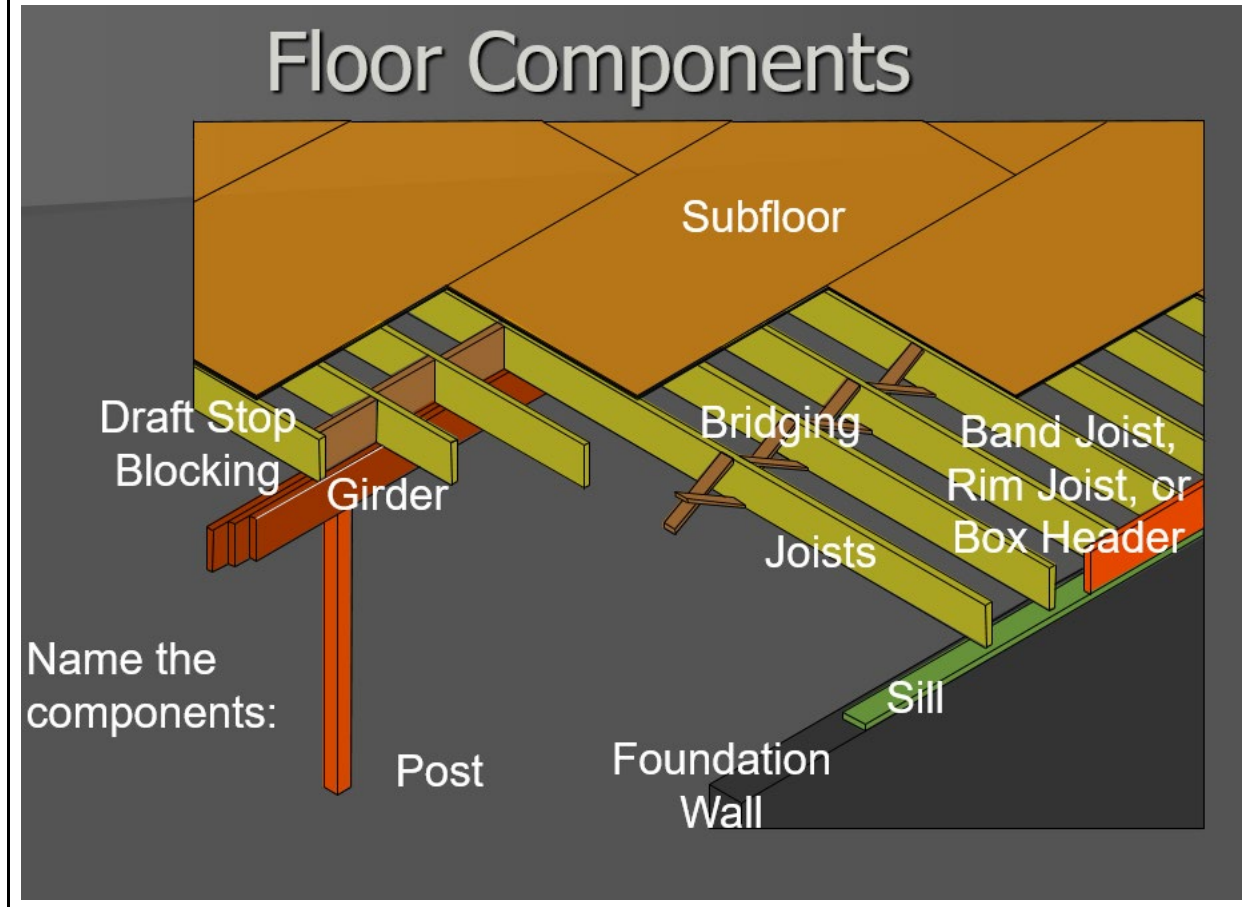 Floor Components
Subfloor
Draft Stop
Blocking
Girder
Bridging
Joists
Band Joist,
Rim Joist, or
Box Header
Name the
components:
Post
Sill
Foundation
Wall